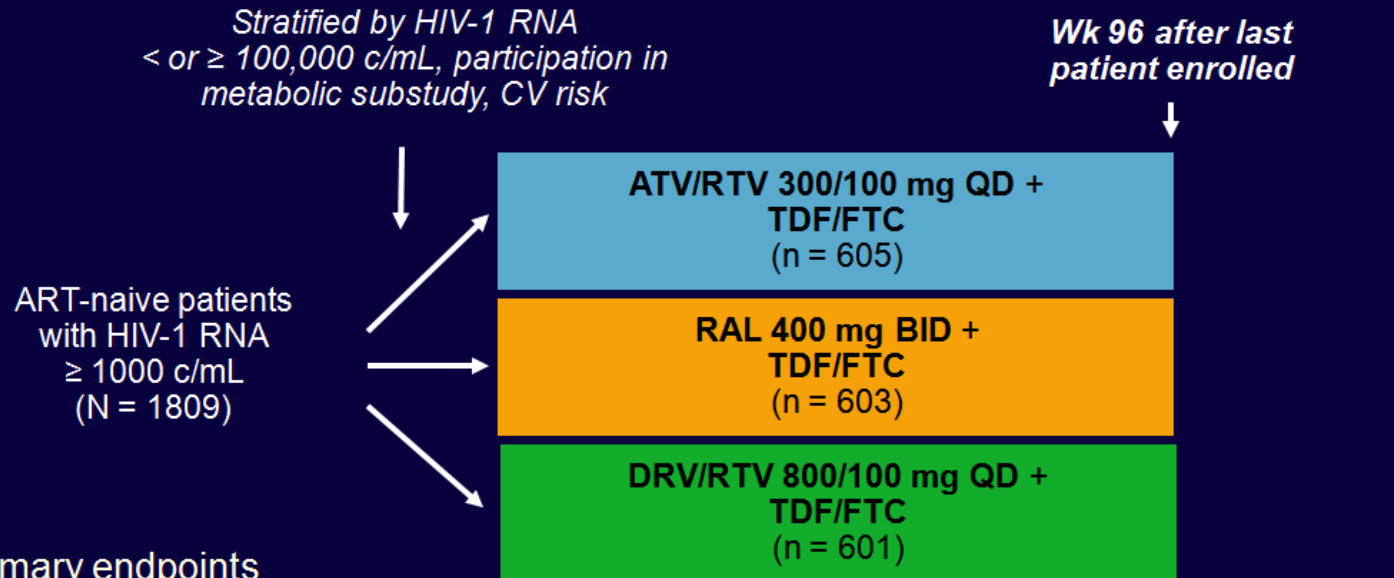 Stratified by HIV-1 RNA
< or ≥ 100,000 c/mL, participation in
metabolic substudy, CV risk
Wk 96 after last
patient enrolled
ART-naive patients
with HIV-1 RNA
≥ 1000 c/mL
(N = 1809)
ATV/RTV 300/100 mg QD +
TDF/FTC
(n = 605)
RAL 400 mg BID +
TDF/FTC
(n = 603)
DRV/RTV 800/100 mg QD +
TDF/FTC
(n = 601)
mary endpoints